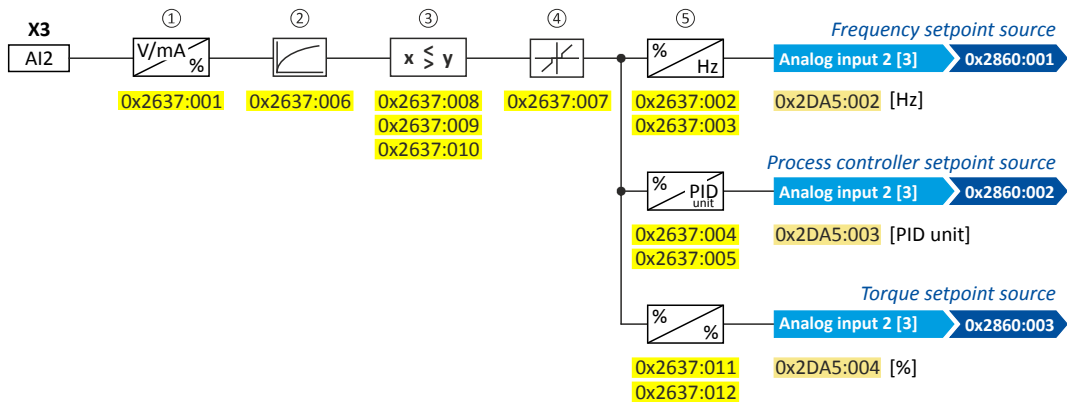 X3
AI2
①
V/mA
%
0x2637:001
②
0x2637:006
③
x ≶ y
0x2637:008
0x2637:009
0x2637:010
④
0x2637:007
⑤
%
Hz
0x2637:002
0x2637:003
Frequency setpoint source
Analog input 2 [3] 0x2860:001
0x2DA5:002 [Hz]
%
PID
unit
0x2637:004
0x2637:005
Process controller setpoint source
Analog input 2 [3] 0x2860:002
0x2DA5:003 [PID unit]
%
%
0x2637:011
0x2637:012
Torque setpoint source
Analog input 2 [3] 0x2860:003
0x2DA5:004 [%]